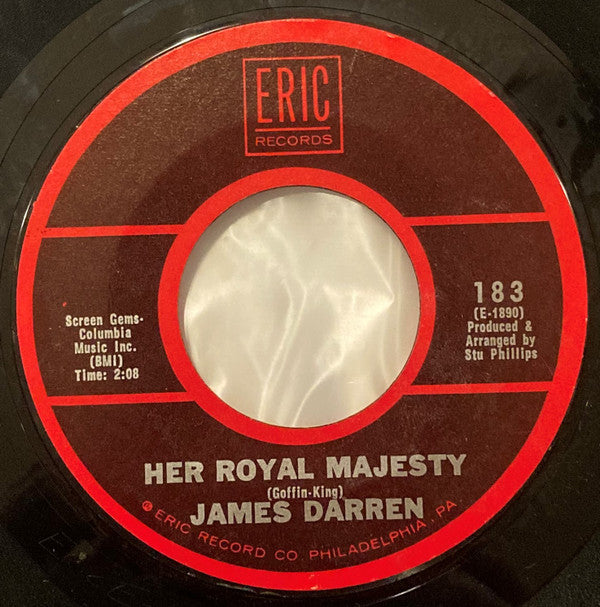 ERIC
RECORDS
Screen Gems-
Columbia
Music Inc.
(BMI)
Time: 2:08
183
(E-1890)
Produced &
Arranged by
Stu Phillips
HER ROYAL MAJESTY
(Goffin-King)
JAMES DARREN
® ERIC RECORD CO. PHILADELPHIA, PA.